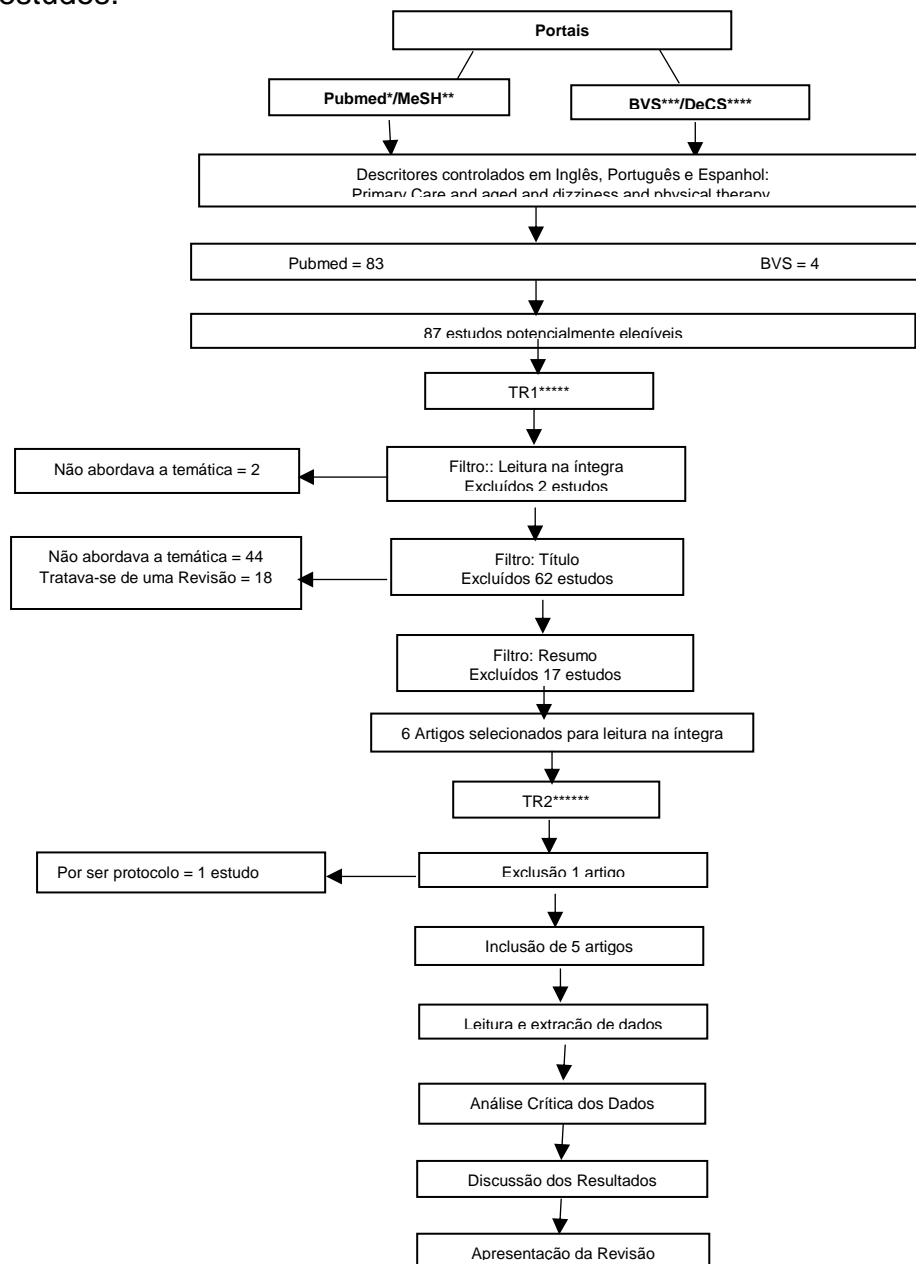 estudos.
Portais
Pubmed*/MeSH**
BVS***/DeCS****
Descritores controlados em Inglês, Português e Espanhol:
Primary Care and aged and dizziness and physical therapy
Pubmed = 83
BVS = 4
87 estudos potencialmente elegíveis
TR1*****
Filtro:: Leitura na íntegra
Excluídos 2 estudos
Não abordava a temática = 2
Filtro: Título
Excluídos 62 estudos
Não abordava a temática = 44
Tratava-se de uma Revisão = 18
Filtro: Resumo
Excluídos 17 estudos
6 Artigos selecionados para leitura na íntegra
TR2******
Exclusão 1 artigo
Por ser protocolo = 1 estudo
Inclusão de 5 artigos
Leitura e extração de dados
Análise Crítica dos Dados
Discussão dos Resultados
Apresentação da Revisão